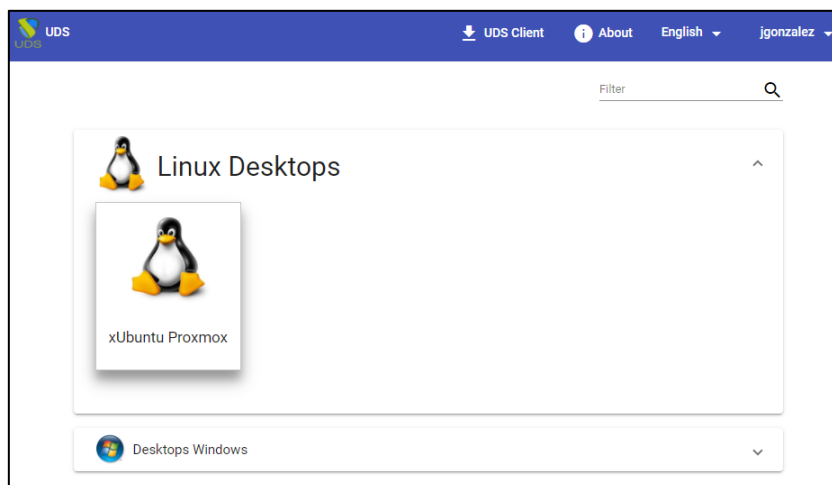 UDS
UDS
UDS Client
About
English
jgonzalez
Filter
Linux Desktops
xUbuntu Proxmox
Desktops Windows